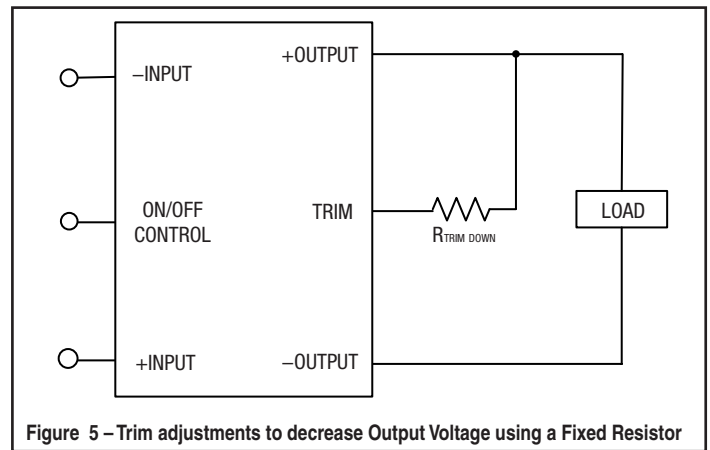 +OUTPUT
−INPUT
ON/OFF
CONTROL
TRIM
RTRIM DOWN
LOAD
+INPUT
−OUTPUT
Figure 5 – Trim adjustments to decrease Output Voltage using a Fixed Resistor